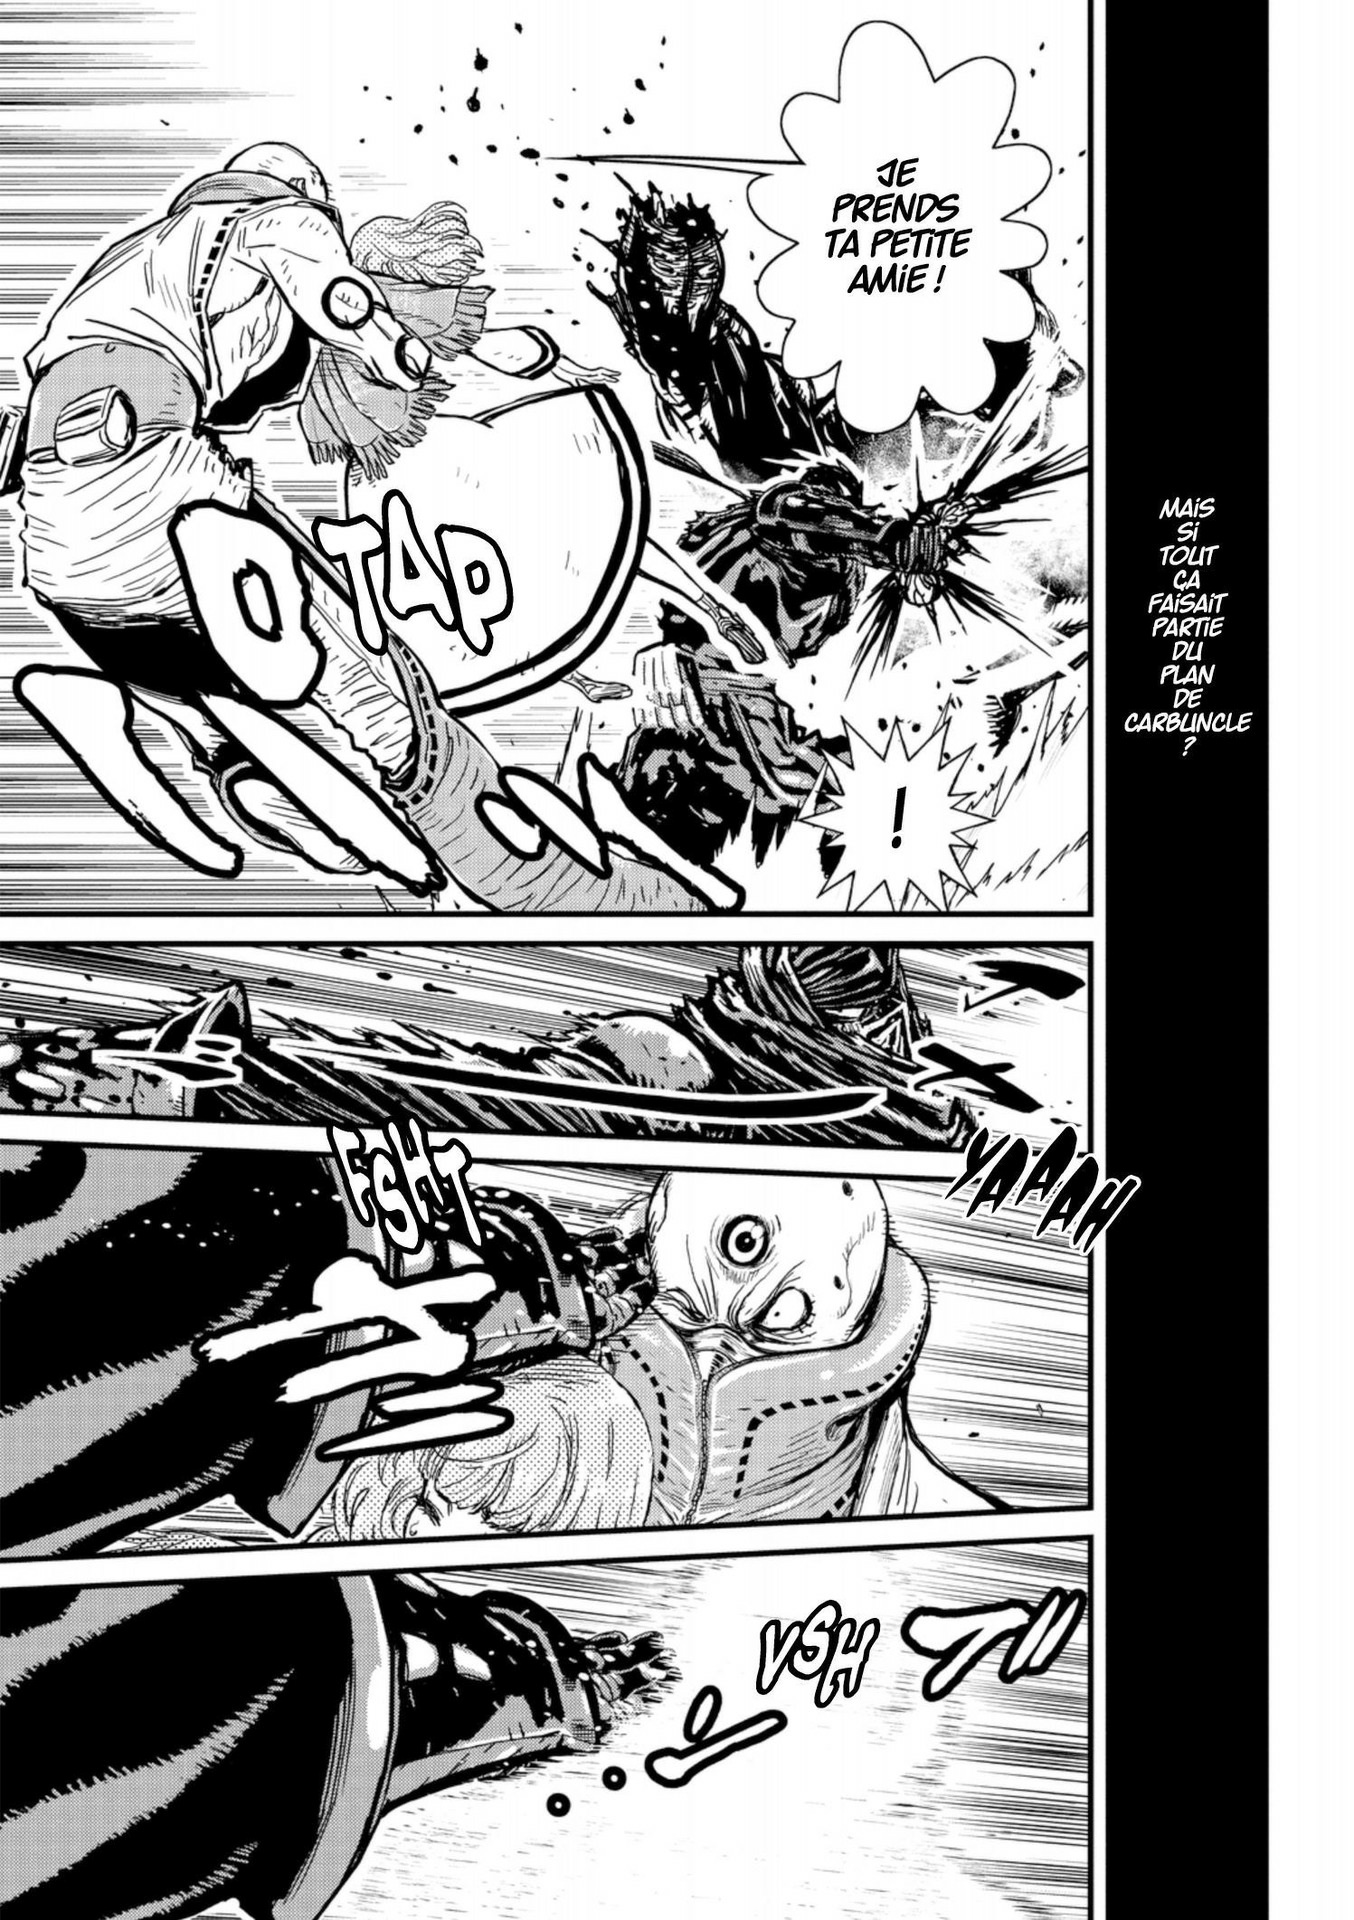 MAIS
SI
TOUT
ÇA
FAISAIT
PARTIE
DU
PLAN
DE
CARBUNCLE
?
JE
PRENDS
TA PETITE
AMIE !
TAP
!
YAAAH
FSHT
VSH